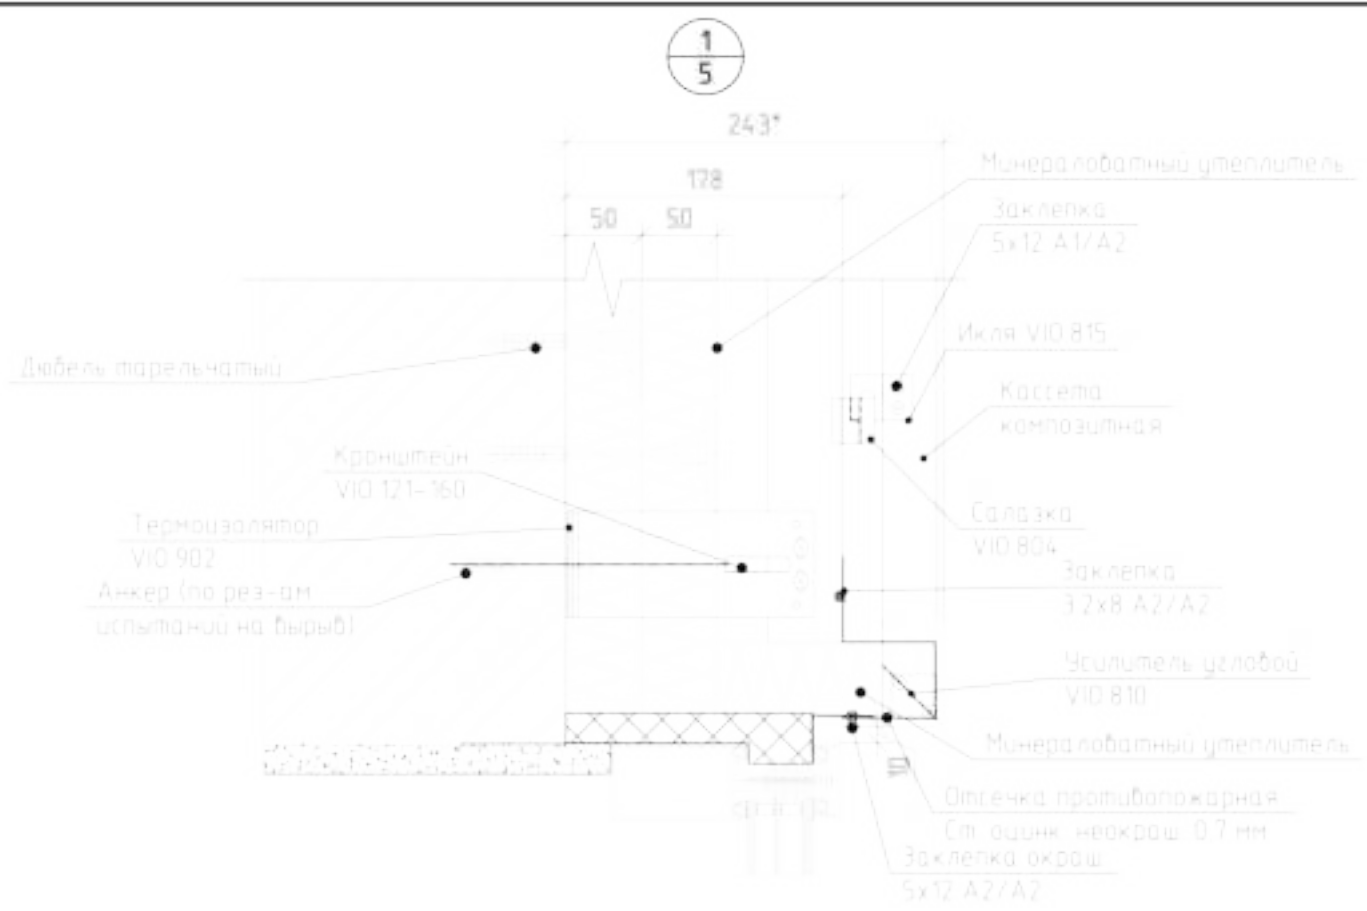 1
5
243*
Минераловатный утеплитель
178
Заклепка
50
50
5х12 А1/А2
Икля VIO 815
Дюбель тарельчатый
Кассета
композитная
Кронштейн
VIO 121-160
Салазка
VIO 804
Термоизолятор
VIO 902
Заклепка
3.2х8 А2/А2
Анкер (по рез-ам
испытаний на вырыв)
Усилитель угловой
VIO 810
Минераловатный утеплитель
10
Отсечка противопожарная
Ст. оцинк. неокраш. 0.7 мм
Заклепка окраш.
5х12 А2/А2